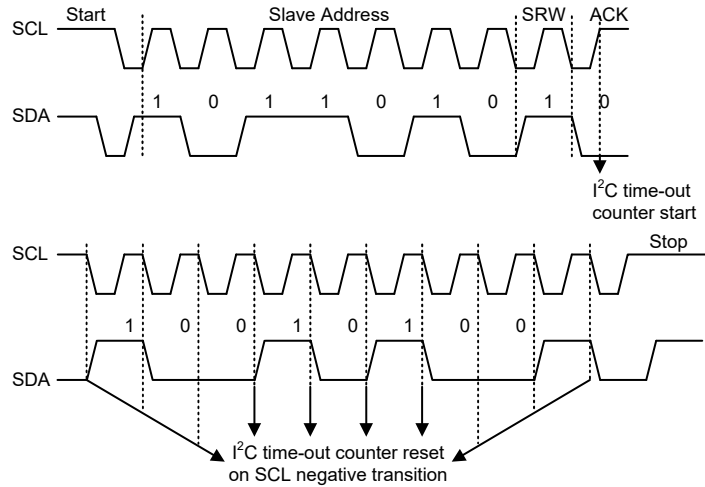 Start Slave Address SRW ACK
SCL
1 0 1 1 0 1 0 1 0
SDA
I²C time-out
counter start
Stop
SCL
1 0 0 1 0 1 0 0
SDA
I²C time-out counter reset
on SCL negative transition